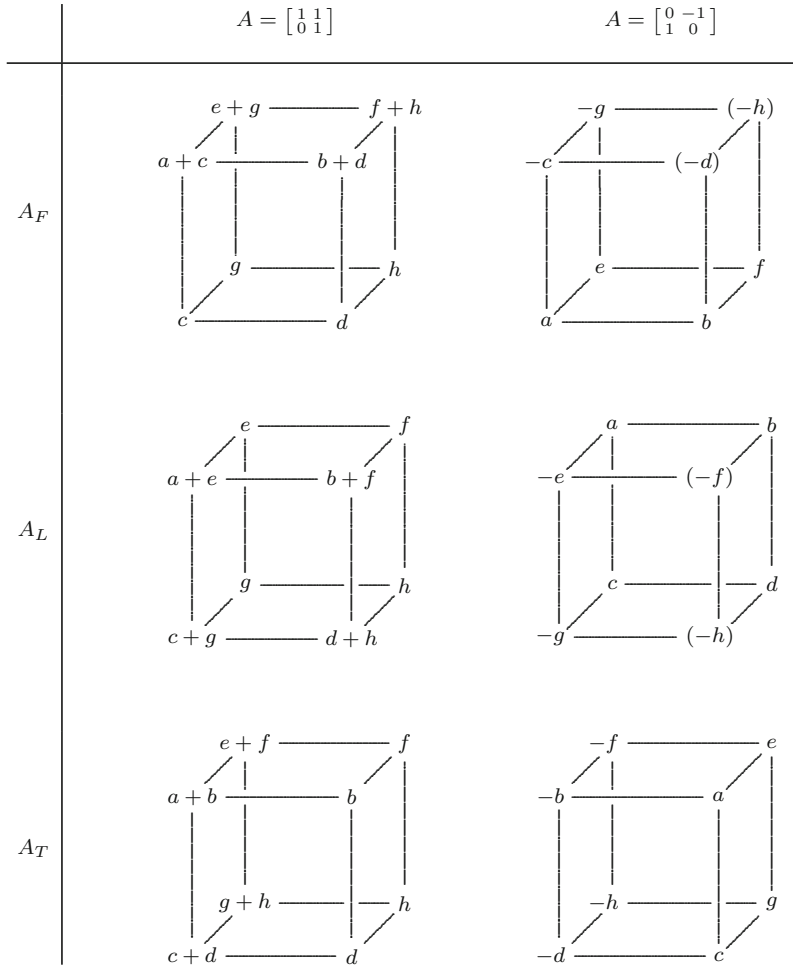 A = [ 1 1 0 1 ] A = [ 0 −1 1 0 ]
e + g f + h −g (−h)
a + c b + d −c (−d)
A_F
g h e f
c d a b
e f a b
a + e b + f −e (−f)
A_L
g h c d
c + g d + h −g (−h)
e + f f −f e
a + b b −b a
A_T
g + h h −h g
c + d d −d c